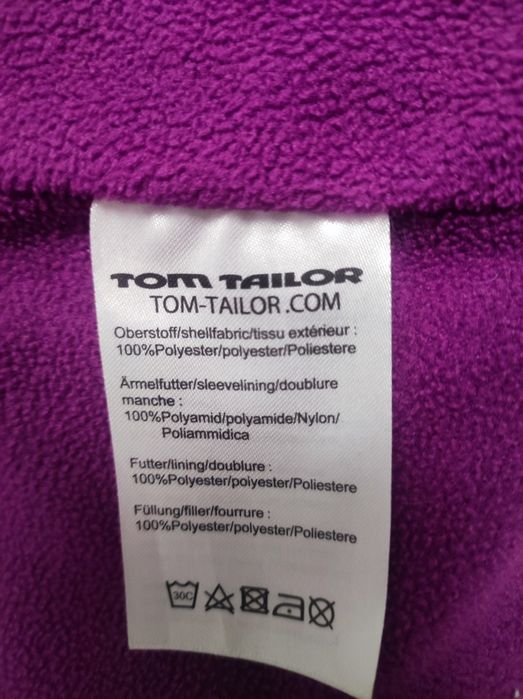 TOM TAILOR
TOM-TAILOR.COM
Oberstoff/shellfabric/tissu extérieur :
100%Polyester/polyester/Poliestere
Ärmelfutter/sleevelining/doublure
manche :
100%Polyamid/polyamide/Nylon/
Poliammidica
Futter/lining/doublure :
100%Polyester/polyester/Poliestere
Füllung/filler/fourrure :
100%Polyester/polyester/Poliestere
30C